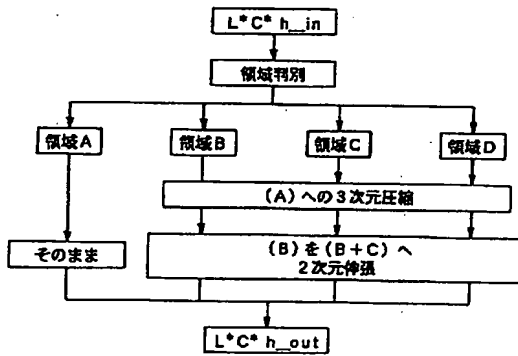 L*C* h_in
領域判別
領域A 領域B 領域C 領域D
(A)への3次元圧縮
そのまま
(B)を(B+C)へ
2次元伸張
L*C* h_out